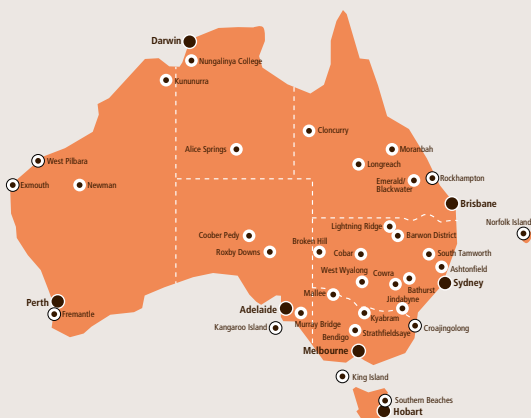 Darwin
Nungalinya College
Kununurra
Cloncurry
Alice Springs
Moranbah
West Pilbara
Longreach
Emerald/
Blackwater
Rockhampton
Exmouth
Newman
Brisbane
Norfolk Island
Lightning Ridge
Coober Pedy
Barwon District
Broken Hill
Roxby Downs
Cobar
South Tamworth
West Wyalong
Cowra
Ashtonfield
Bathurst
Sydney
Mallee
Jindabyne
Perth
Adelaide
Fremantle
Murray Bridge
Kyabram
Kangaroo Island
Croajingolong
Strathfieldsaye
Bendigo
Melbourne
King Island
Southern Beaches
Hobart